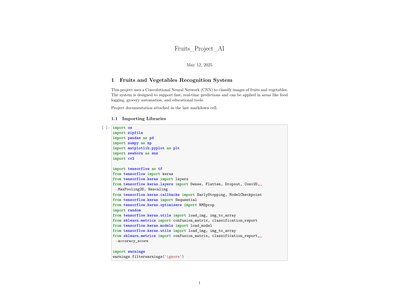 Fruits_Project_AI
May 12, 2025
1 Fruits and Vegetables Recognition System
This project uses a Convolutional Neural Network (CNN) to classify images of fruits and vegetables.
The system is designed to support fast, real-time predictions and can be applied in areas like food
logging, grocery automation, and educational tools.
Project documentation attached in the last markdown cell.
1.1 Importing Libraries
[ ]: import os
import zipfile
import pandas as pd
import numpy as np
import matplotlib.pyplot as plt
import seaborn as sns
import cv2
import tensorflow as tf
from tensorflow import keras
from tensorflow.keras import layers
from tensorflow.keras.layers import Dense, Flatten, Dropout, Conv2D,
MaxPooling2D, Rescaling
from tensorflow.keras.callbacks import EarlyStopping, ModelCheckpoint
from tensorflow.keras import Sequential
from tensorflow.keras.optimizers import RMSprop
import random
from tensorflow.keras.utils import load_img, img_to_array
from sklearn.metrics import confusion_matrix, classification_report
from tensorflow.keras.models import load_model
from tensorflow.keras.utils import load_img, img_to_array
from sklearn.metrics import confusion_matrix, classification_report,
accuracy_score
import warnings
warnings.filterwarnings('ignore')
1